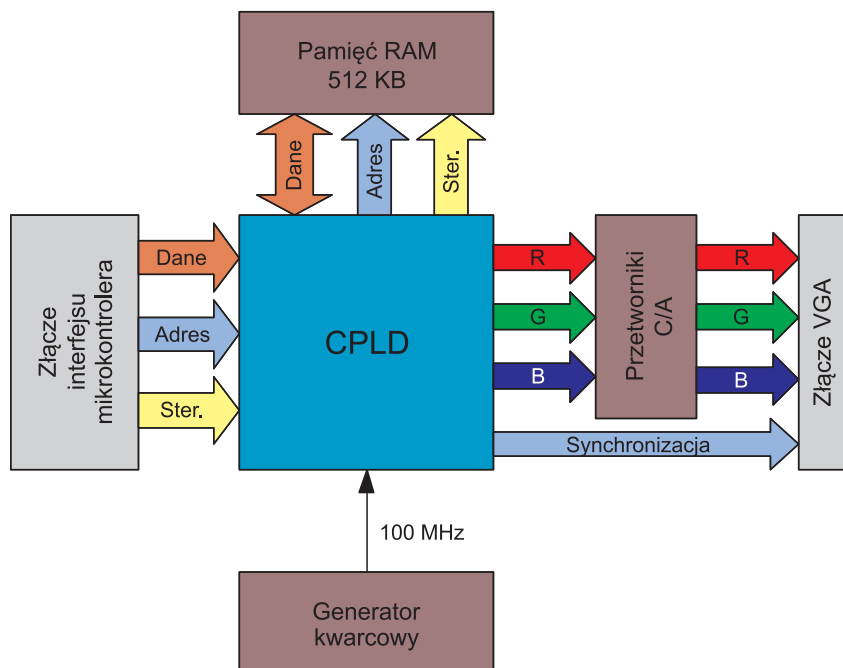 Pamięć RAM
512 KB
Dane
Adres
Ster.
Złącze
interfejsu
mikrokontrolera
Dane
Adres
Ster.
CPLD
R
G
B
Przetworniki
C/A
R
G
B
Synchronizacja
Złącze VGA
100 MHz
Generator
kwarcowy